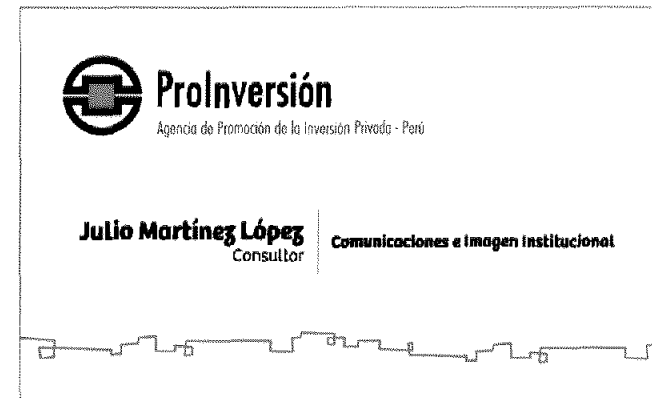 ProInversión
Agencia de Promoción de la Inversión Privada - Perú
Julio Martínez López
Consultor
Comunicaciones e Imagen Institucional